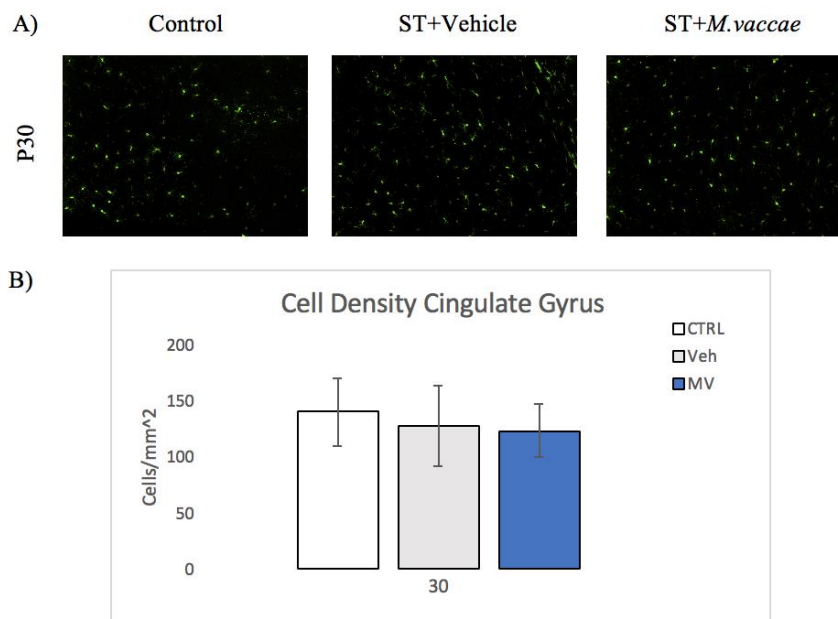 A)
Control
ST+Vehicle
ST+M.vaccae
P30
B)
Cell Density Cingulate Gyrus
CTRL
Veh
MV
Cells/mm^2
200
150
100
50
0
30